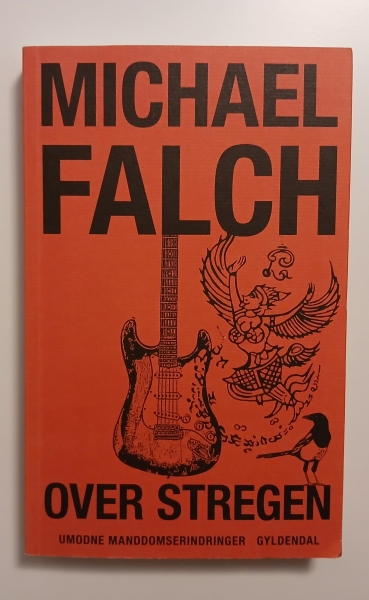 MICHAEL
FALCH
OVER STREGEN
UMODNE MANDDOMSERINDRINGER GYLDENDAL